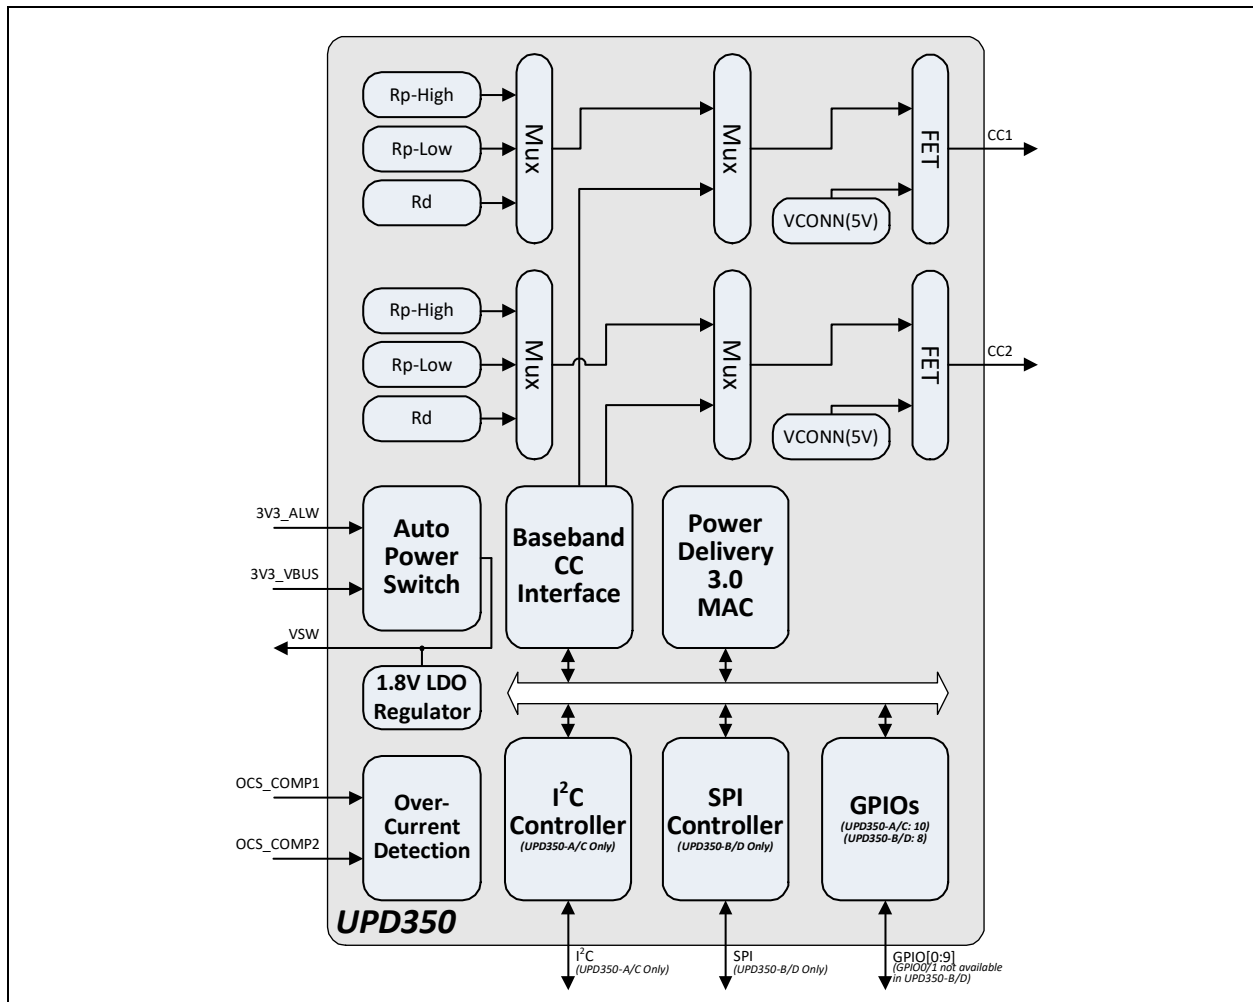 Rp-High
Rp-Low
Rd
Mux
Mux
VCONN(5V)
FET
CC1
Rp-High
Rp-Low
Rd
Mux
Mux
VCONN(5V)
FET
CC2
3V3_ALW
3V3_VBUS
VSW
Auto
Power
Switch
Baseband
CC
Interface
Power
Delivery
3.0
MAC
1.8V LDO
Regulator
OCS_COMP1
OCS_COMP2
Over-
Current
Detection
I²C
Controller
(UPD350-A/C Only)
SPI
Controller
(UPD350-B/D Only)
GPIOs
(UPD350-A/C: 10)
(UPD350-B/D: 8)
UPD350
I²C
(UPD350-A/C Only)
SPI
(UPD350-B/D Only)
GPIO[0:9]
(GPIO0/1 not available
in UPD350-B/D)